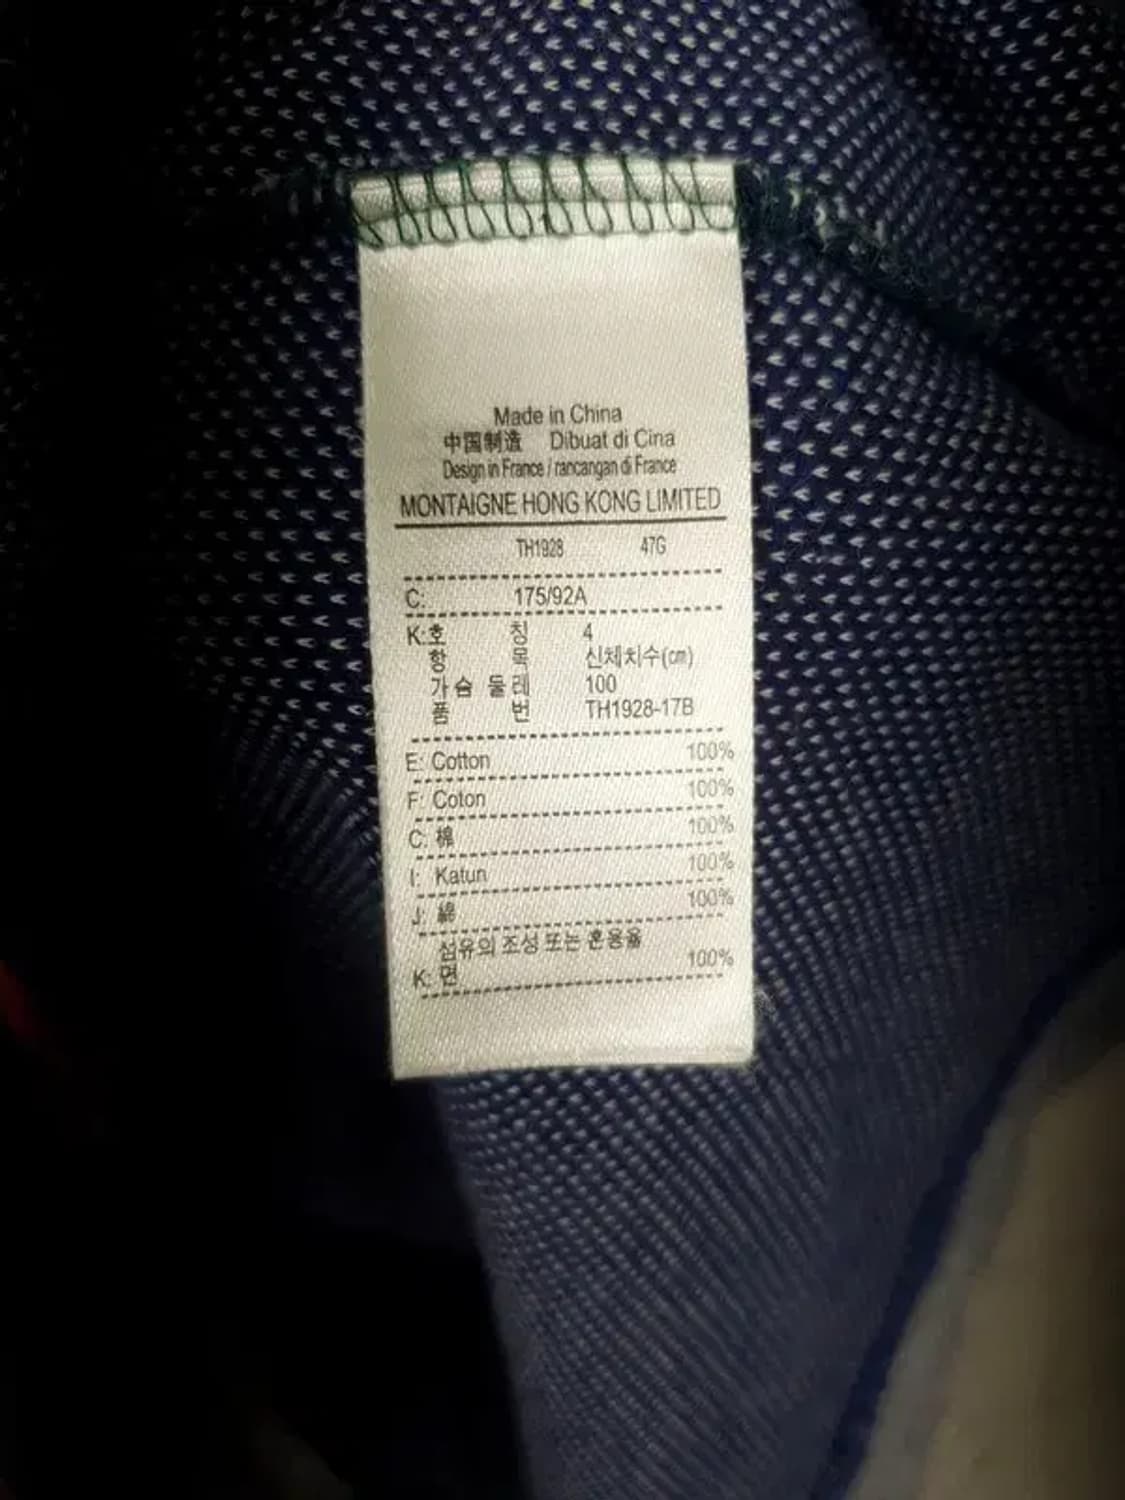 Made in China
中国制造 Dibuat di Cina
Design in France / rancangan di France
MONTAIGNE HONG KONG LIMITED
TH1928 47G
C: 175/92A
K:호 칭 4
항 목 신체치수(㎝)
가슴 둘레 100
품 번 TH1928-17B
E: Cotton 100%
F: Coton 100%
C: 棉 100%
I: Katun 100%
J: 綿 100%
섬유의 조성 또는 혼용율
K: 면 100%